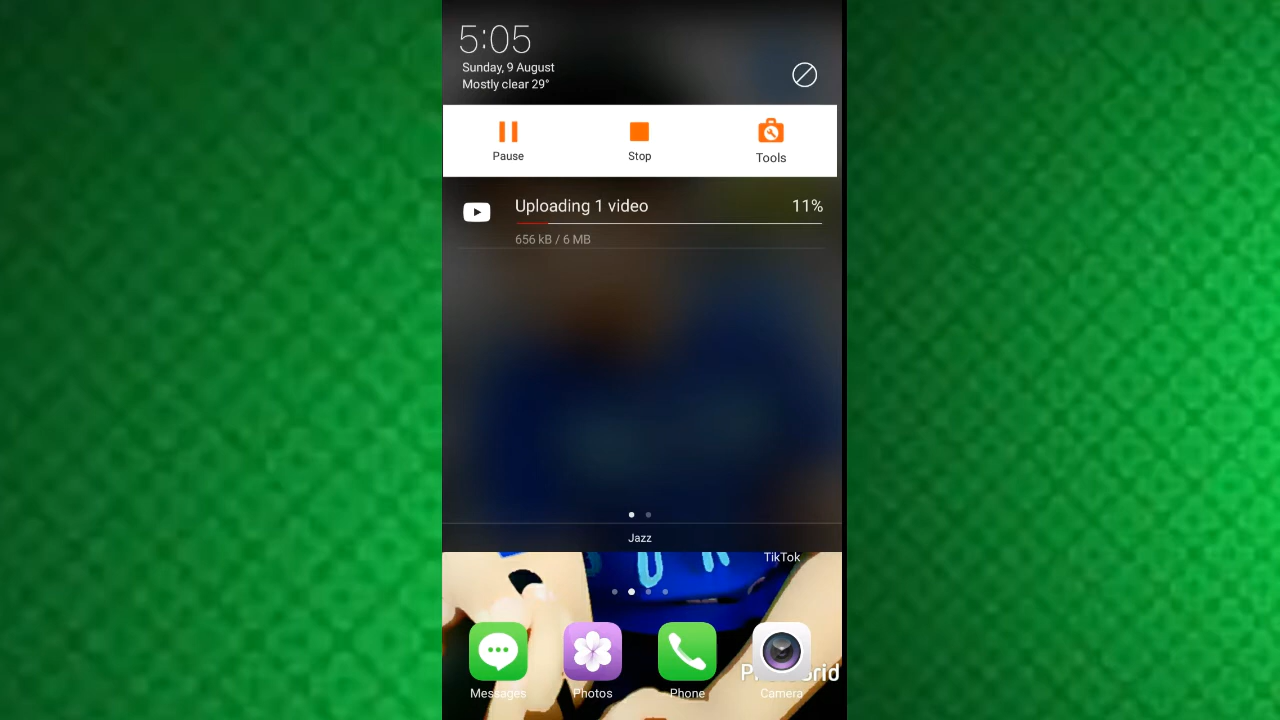 5:05
Sunday, 9 August
Mostly clear 29°
Pause
Stop
Tools
Uploading 1 video
11%
656 kB / 6 MB
Jazz
TikTok
Messages
Photos
Phone
Camera